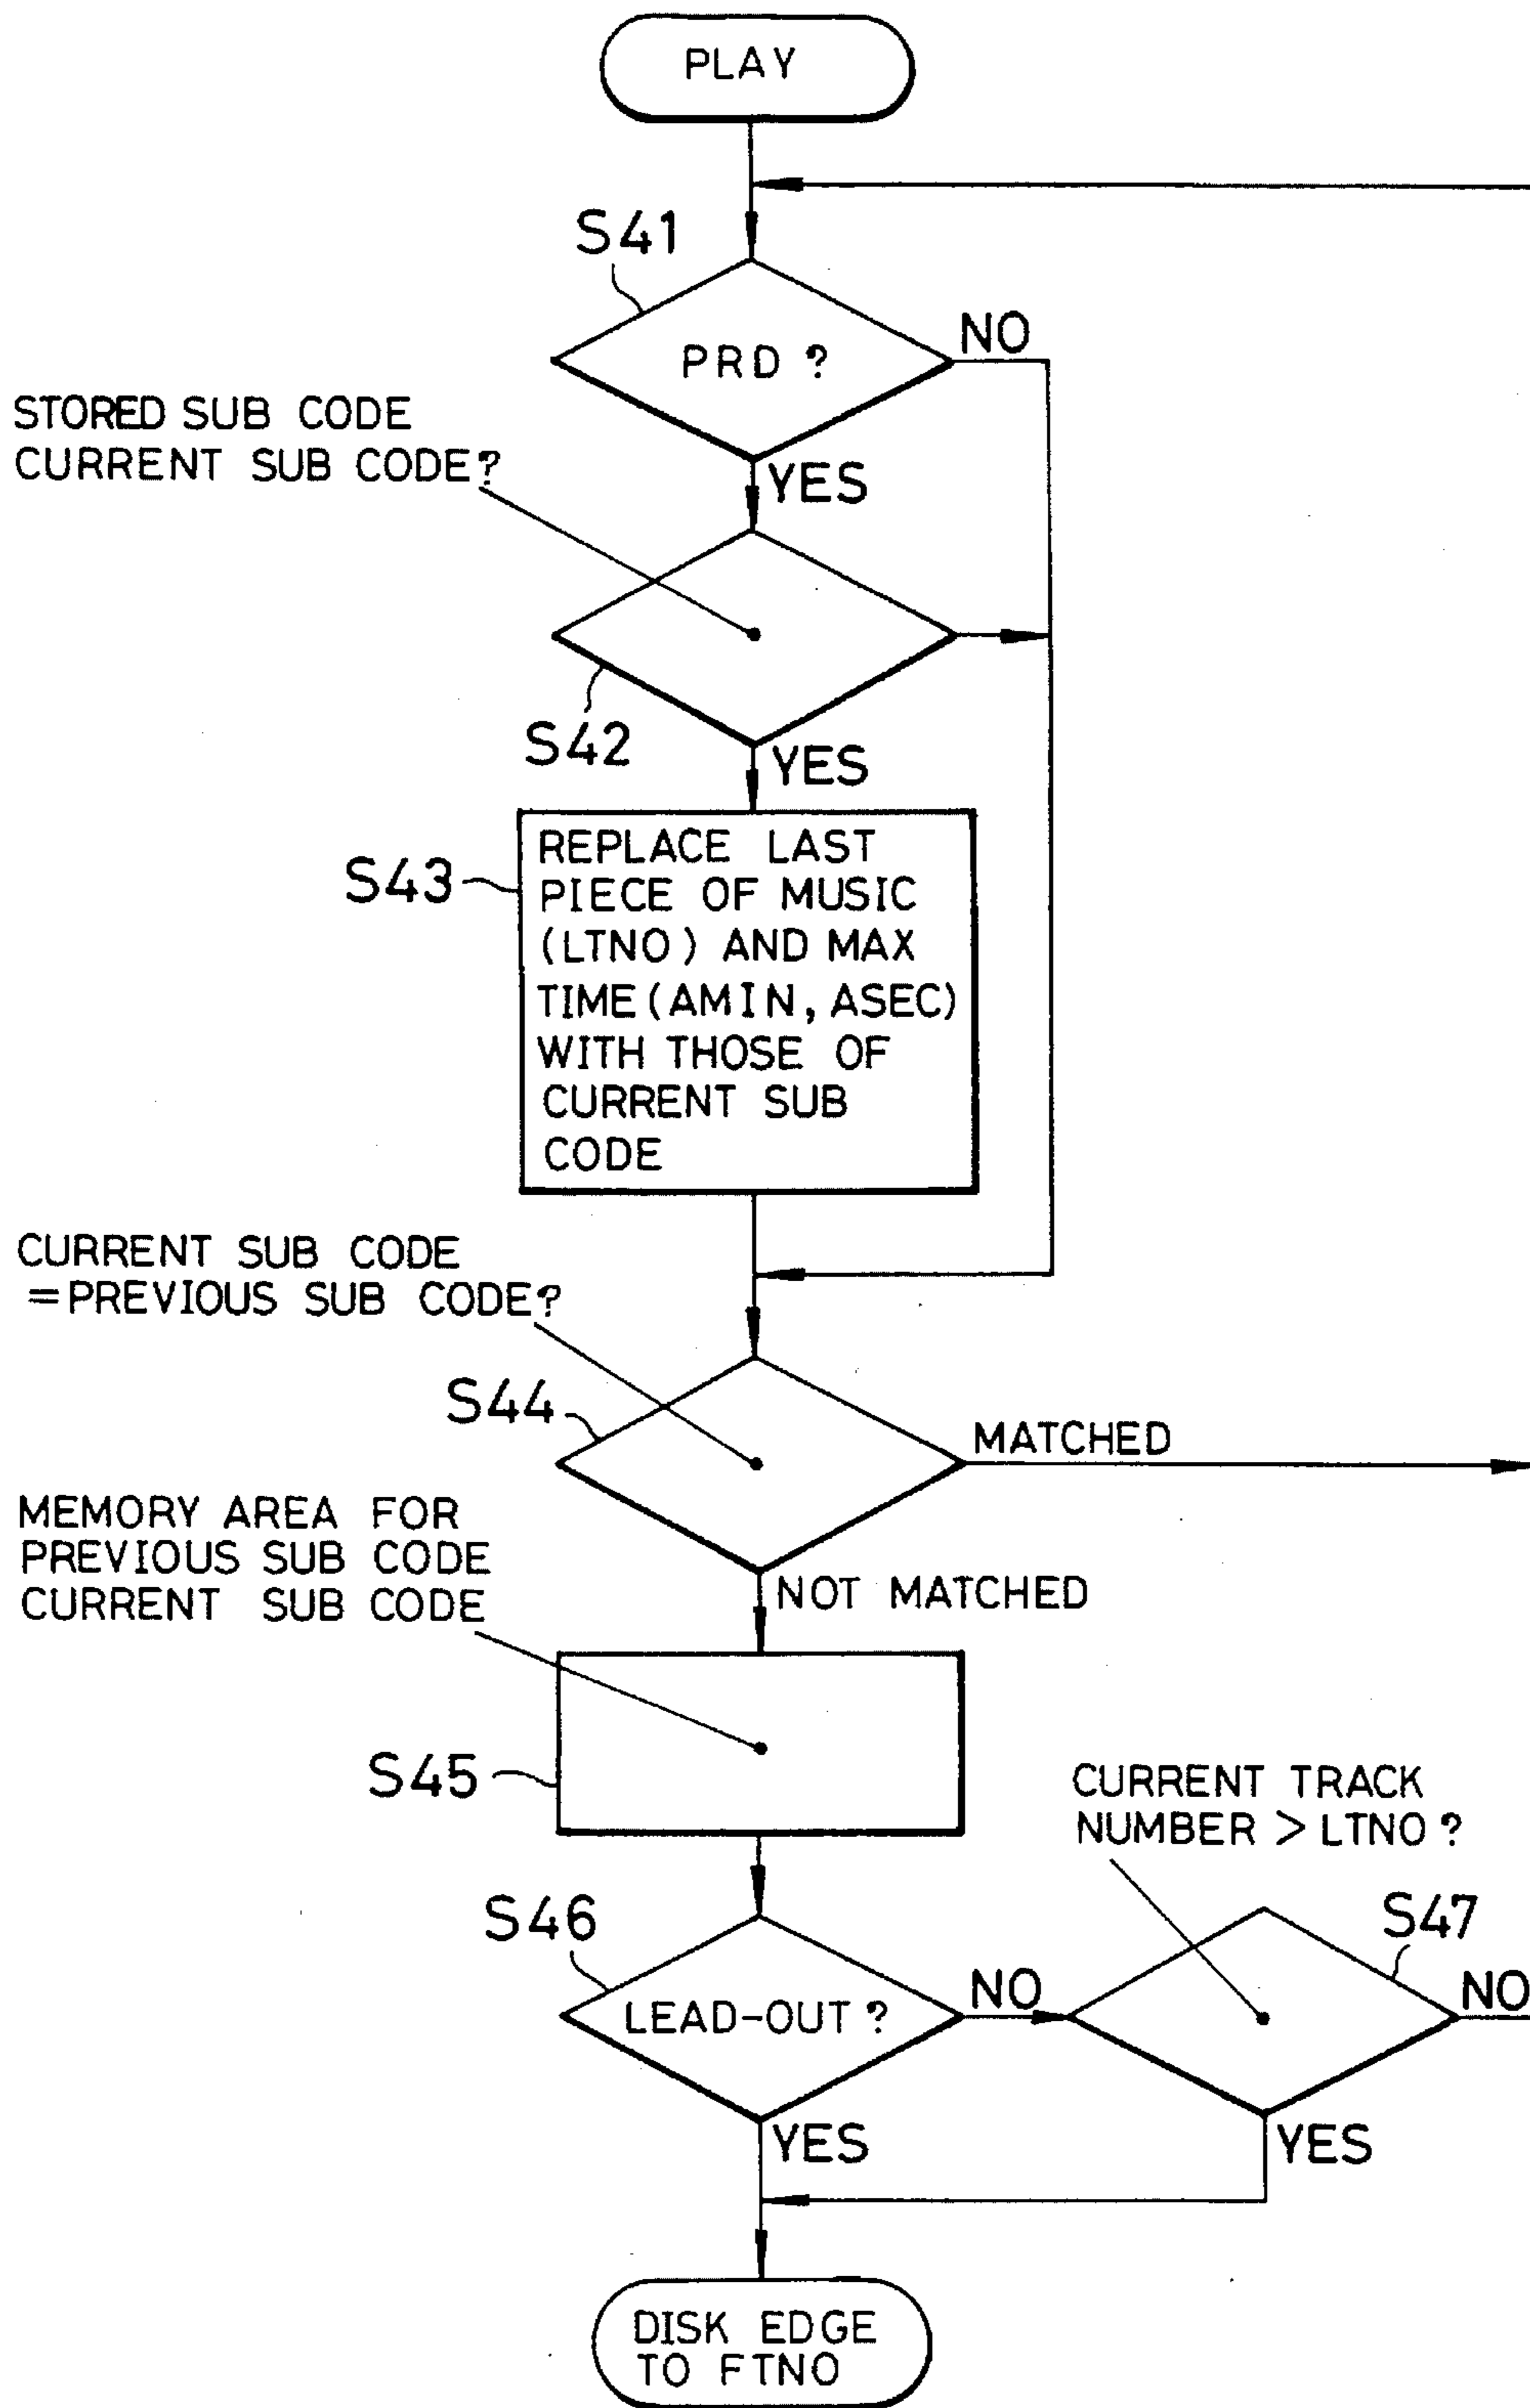 PLAY
S41
PRD ?
NO
STORED SUB CODE
CURRENT SUB CODE?
YES
S42
YES
S43
REPLACE LAST
PIECE OF MUSIC
(LTNO) AND MAX
TIME (AMIN, ASEC)
WITH THOSE OF
CURRENT SUB
CODE
CURRENT SUB CODE
=PREVIOUS SUB CODE?
S44
MATCHED
MEMORY AREA FOR
PREVIOUS SUB CODE
CURRENT SUB CODE
NOT MATCHED
S45
CURRENT TRACK
NUMBER > LTNO ?
S46
S47
LEAD-OUT ?
NO
NO
YES
YES
DISK EDGE
TO FTNO